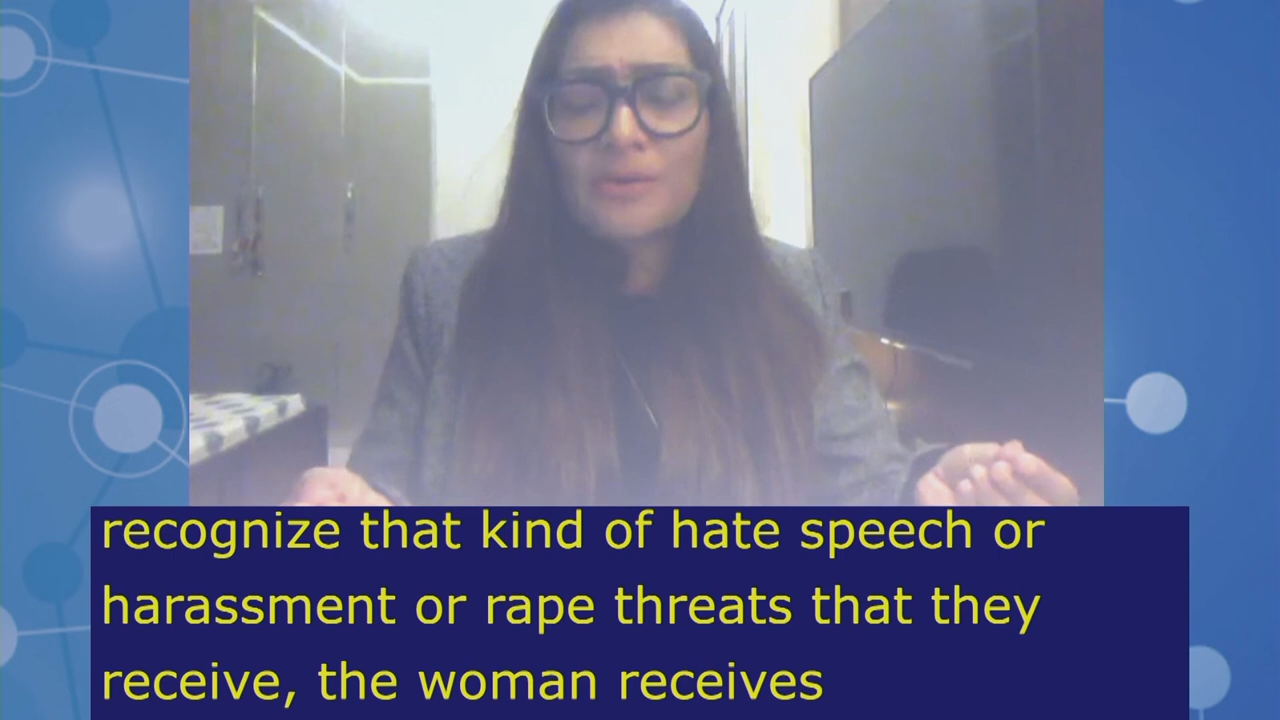 recognize that kind of hate speech or
harassment or rape threats that they
receive, the woman receives